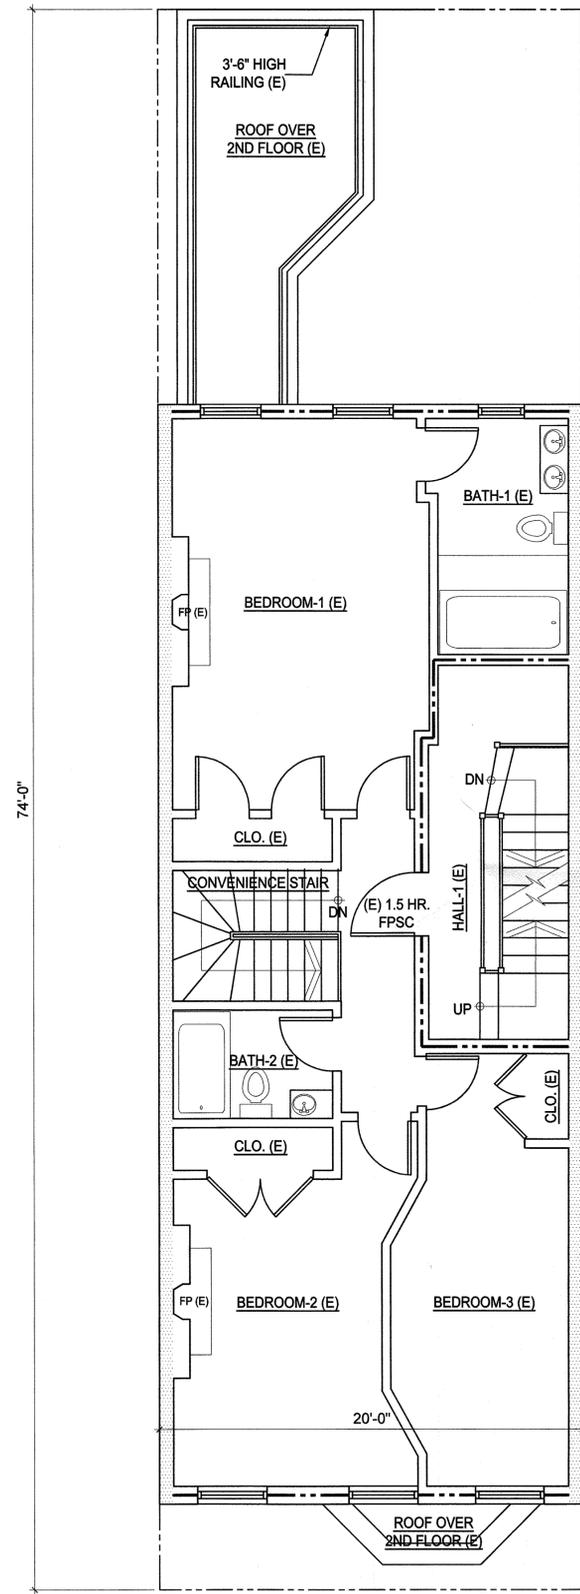 3'-6" HIGH
RAILING (E)
ROOF OVER
2ND FLOOR (E)
BATH-1 (E)
BEDROOM-1 (E)
FP (E)
74'-0"
DN
CLO. (E)
CONVENIENCE STAIR
DN
(E) 1.5 HR.
FPSC
HALL-1 (E)
UP
BATH-2 (E)
CLO. (E)
CLO. (E)
FP (E)
BEDROOM-2 (E)
BEDROOM-3 (E)
20'-0"
ROOF OVER
2ND FLOOR (E)